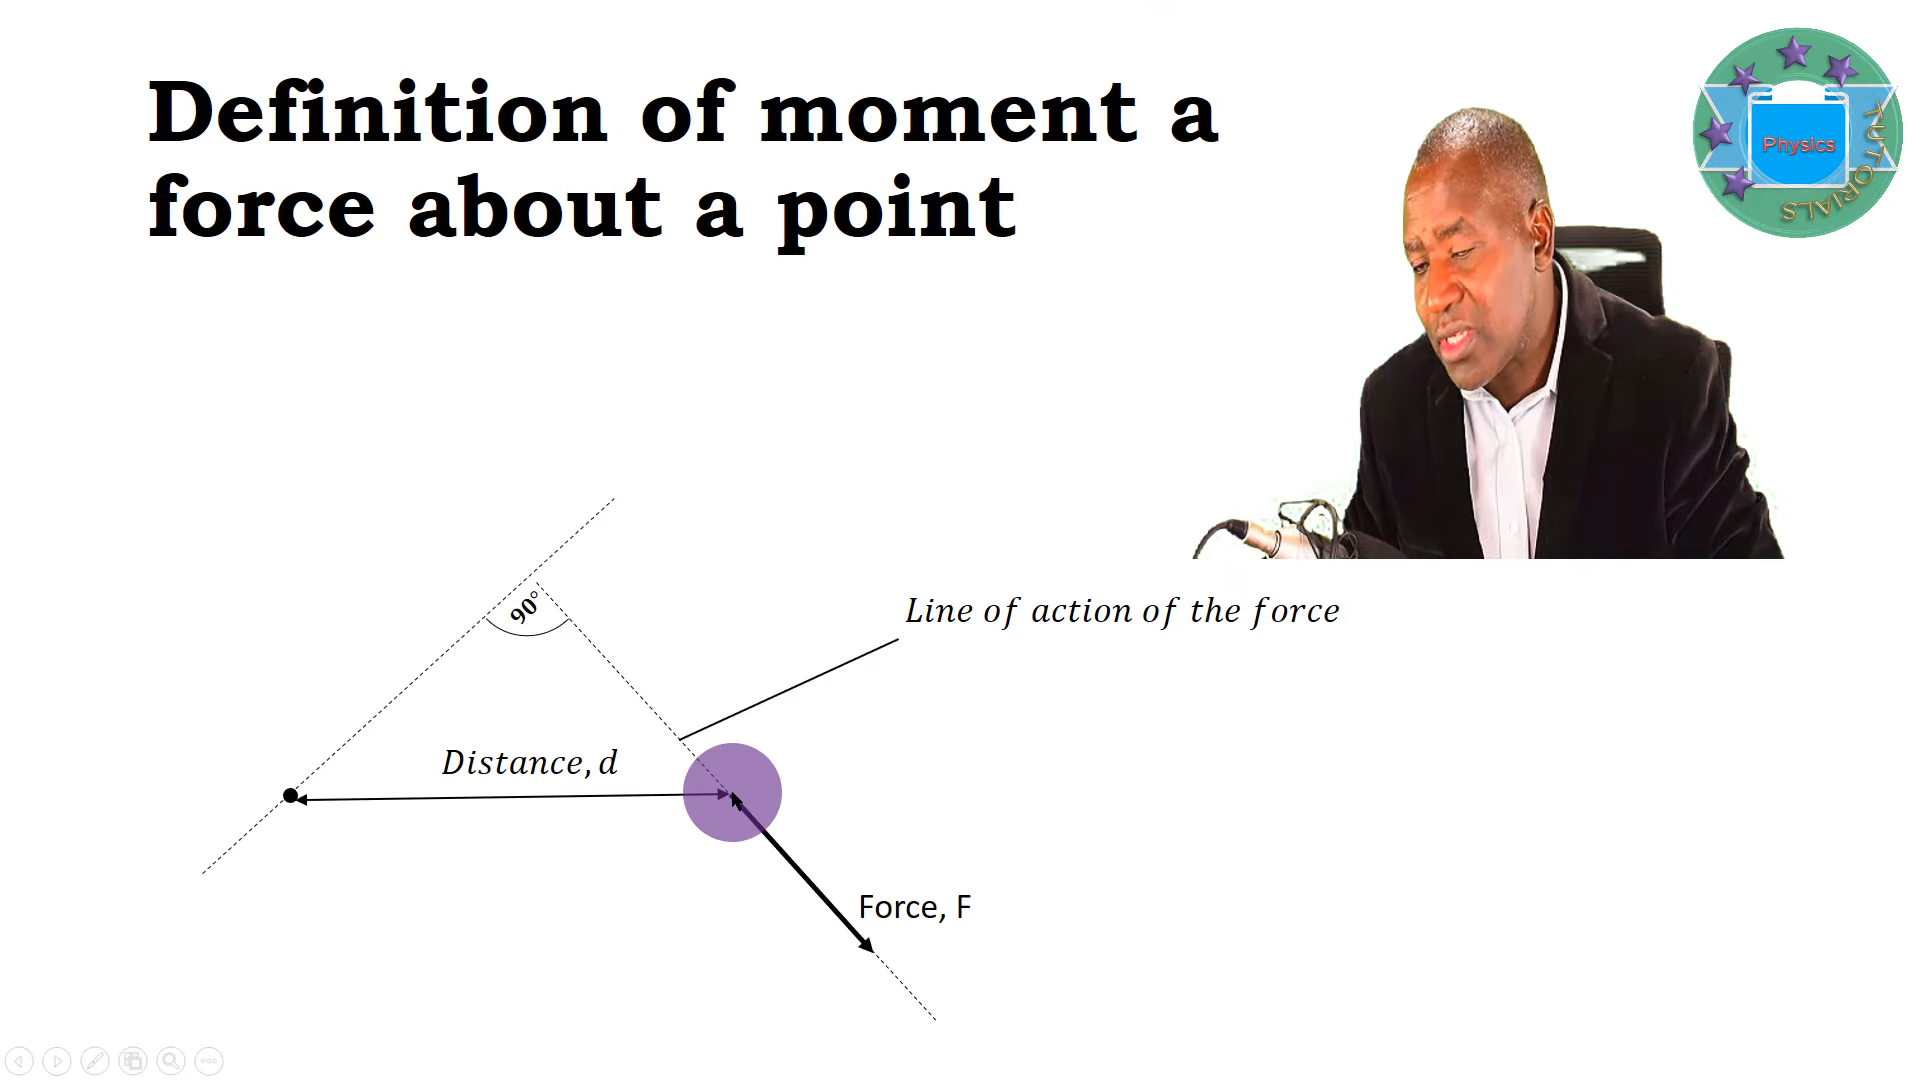 Definition of moment a
force about a point
Physics
TUTORIALS
90°
Line of action of the force
Distance, d
Force, F